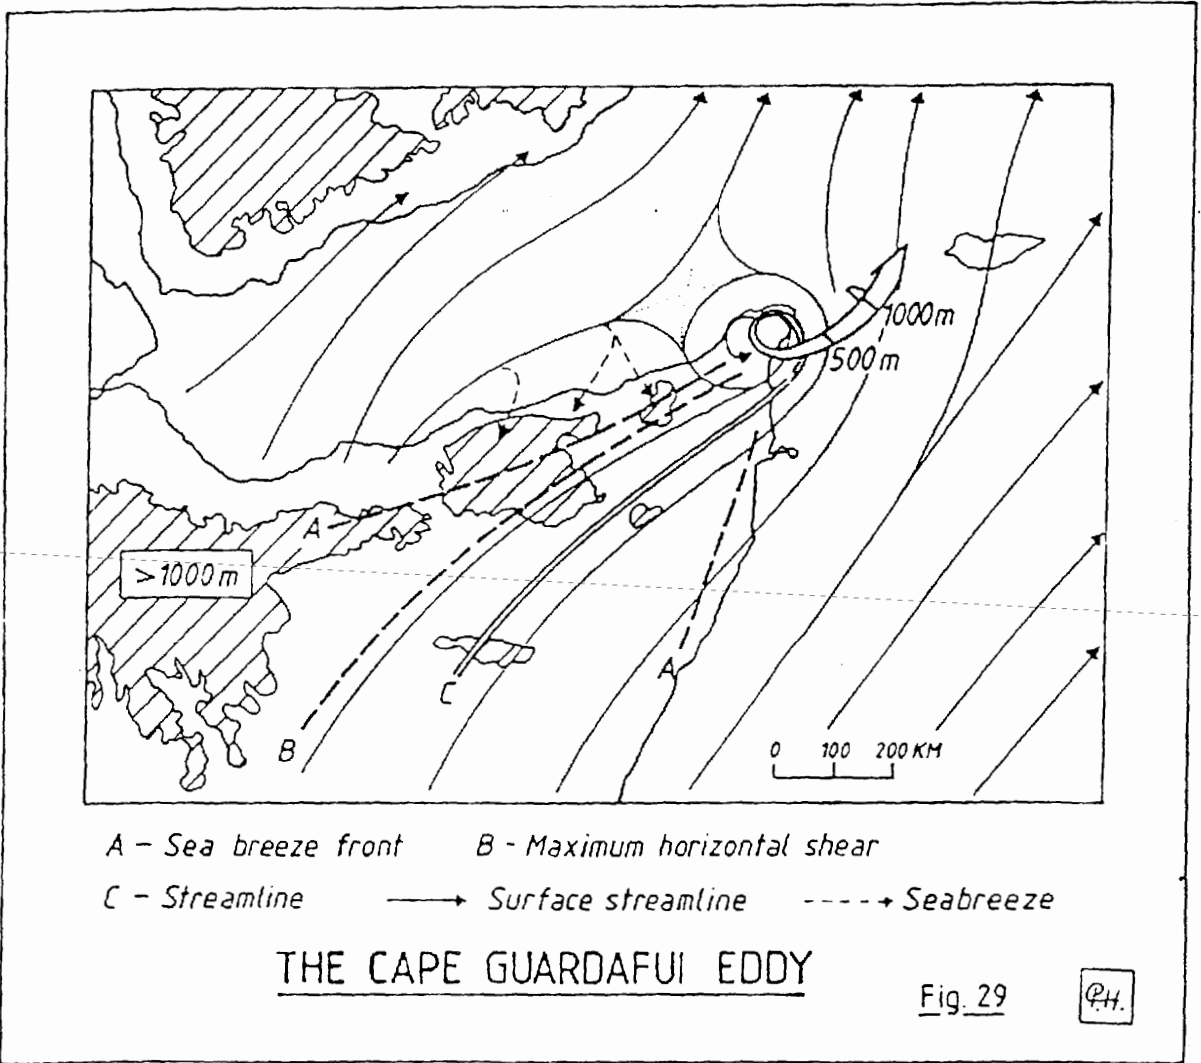 1000m
500m
A
>1000m
A
C
B
0 100 200 KM
A - Sea breeze front B - Maximum horizontal shear
C - Streamline Surface streamline Seabreeze
THE CAPE GUARDAFUI EDDY
Fig. 29
P.H.